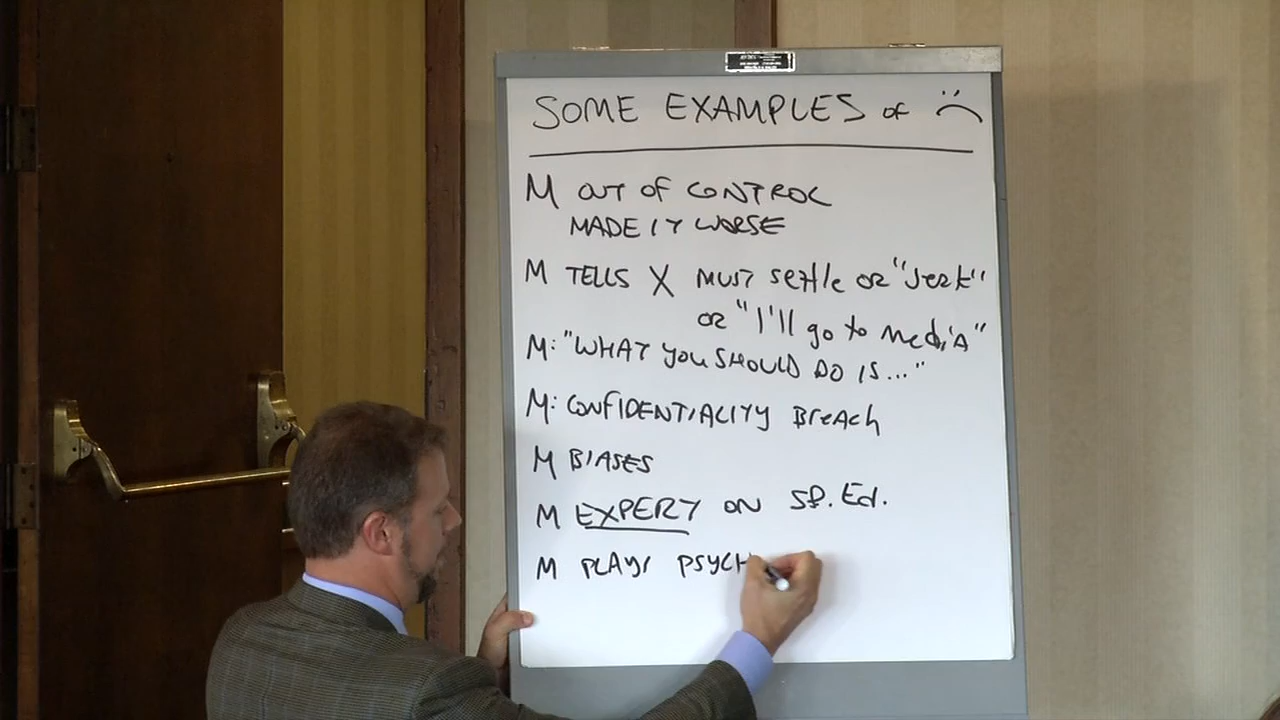 SOME EXAMPLES of
M OUT OF CONTROL
MADE IT WORSE
M TELLS X MUST settle or "Jerk"
or "I'll go to media"
M: "WHAT YOU SHOULD DO IS..."
M: CONFIDENTIALITY BreAch
M BIASES
M EXPERT ON SP. Ed.
M PLAYS PSYCH